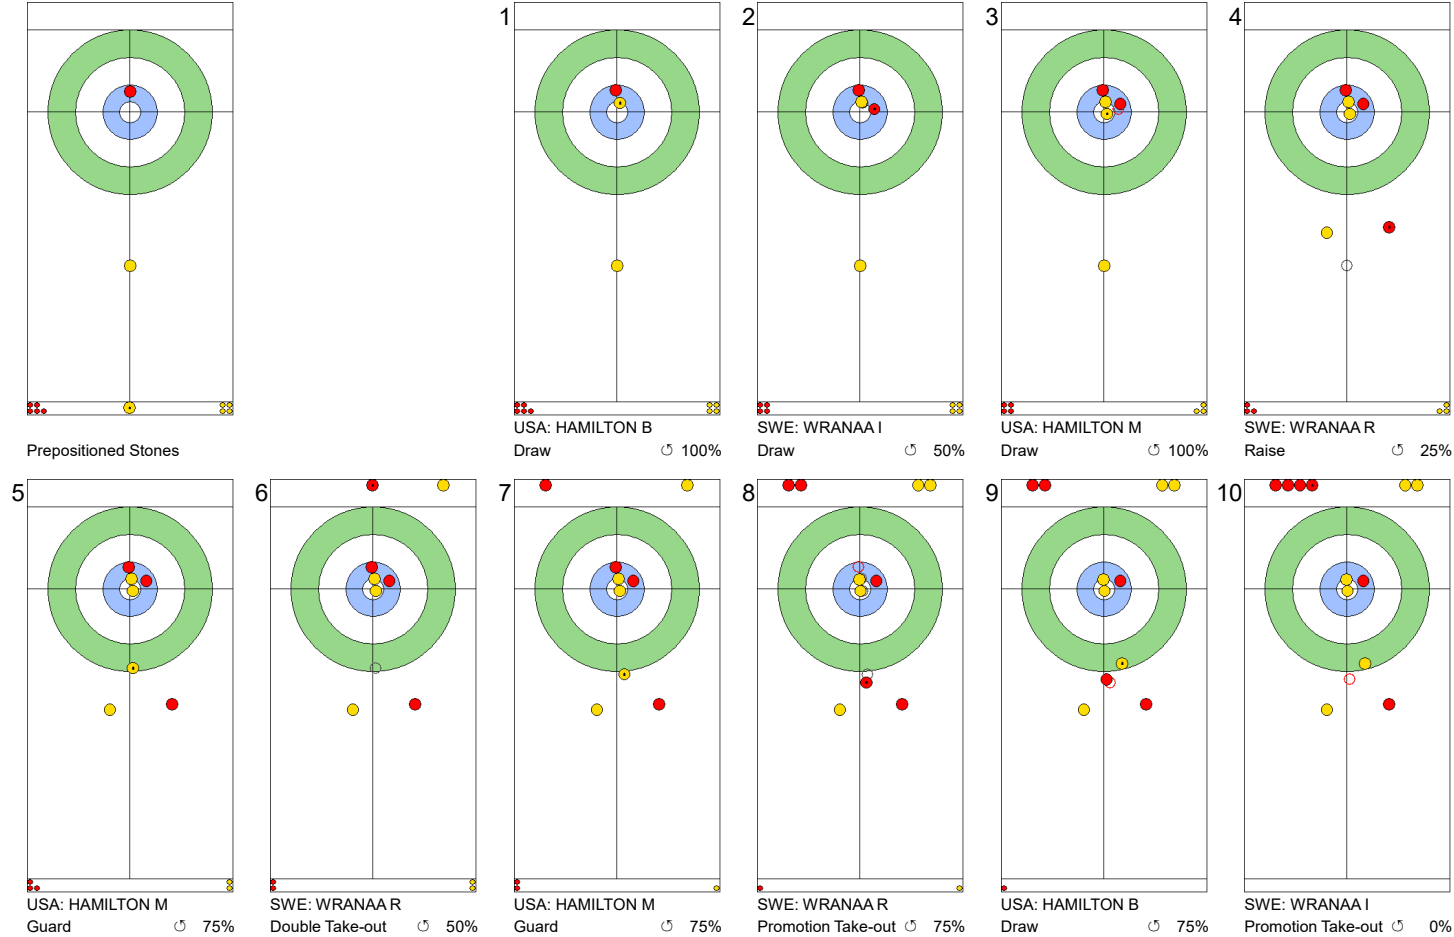 Prepositioned Stones
1
USA: HAMILTON B
Draw 100%
2
SWE: WRANAA I
Draw 50%
3
USA: HAMILTON M
Draw 100%
4
SWE: WRANAA R
Raise 25%
5
USA: HAMILTON M
Guard 75%
6
SWE: WRANAA R
Double Take-out 50%
7
USA: HAMILTON M
Guard 75%
8
SWE: WRANAA R
Promotion Take-out 75%
9
USA: HAMILTON B
Draw 75%
10
SWE: WRANAA I
Promotion Take-out 0%